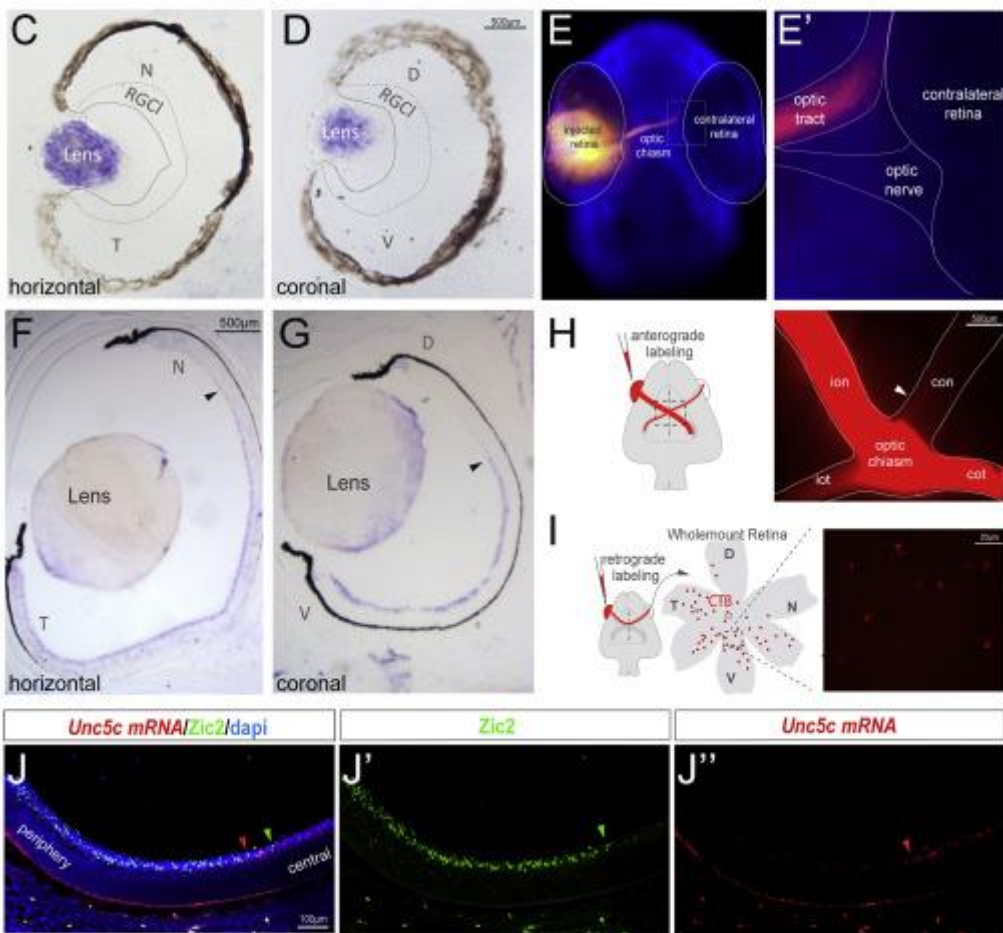 C
N
RGCl
Lens
T
horizontal
D
500µm
D
RGCl
Lens
V
coronal
E
injected
retina
optic
chiasm
contralateral
retina
E'
optic
tract
contralateral
retina
optic
nerve
F
500µm
N
Lens
T
horizontal
G
D
Lens
V
coronal
H
anterograde
labeling
500µm
ion
con
optic
chiasm
iot
cot
I
Wholemount Retina
retrograde
labeling
D
T
CTB
N
V
Unc5c mRNA/Zic2/dapi
Zic2
Unc5c mRNA
J
periphery
central
100µm
J'
J''